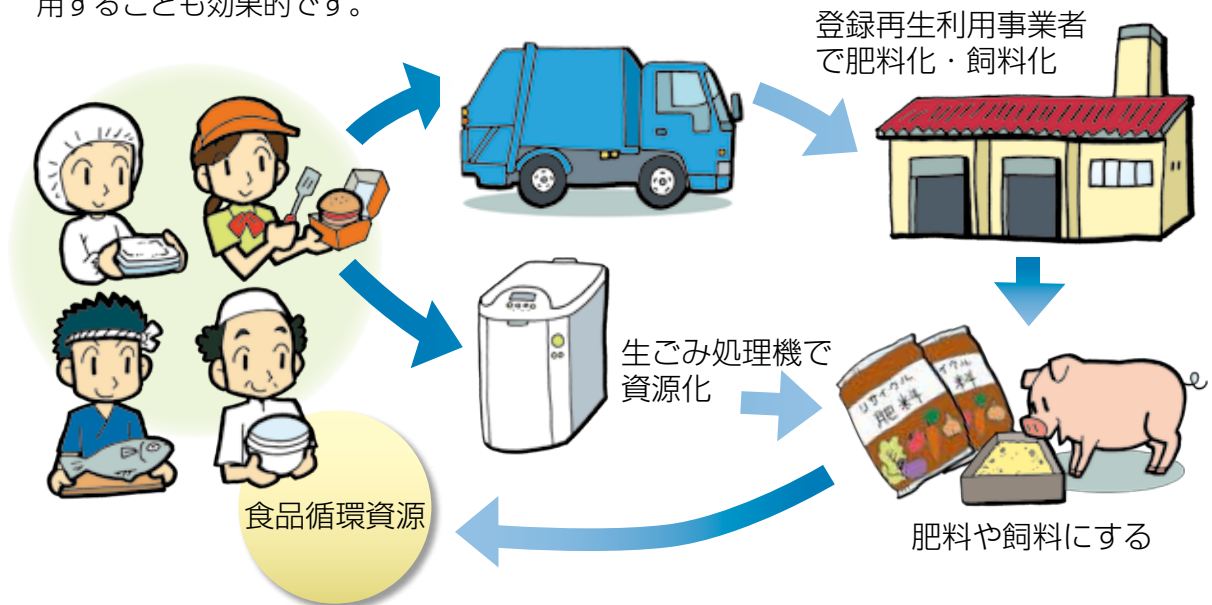 用することも効果的です。
登録再生利用事業者
で肥料化・飼料化
生ごみ処理機で
資源化
リサイクル
肥料
イクル
料
食品循環資源
肥料や飼料にする